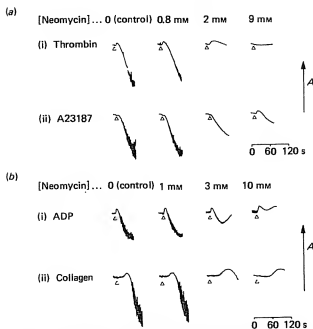 (a)
[Neomycin]... 0 (control) 0.8 mM 2 mM 9 mM
(i) Thrombin
(ii) A23187
A
0 60 120 s
(b)
[Neomycin]... 0 (control) 1 mM 3 mM 10 mM
(i) ADP
(ii) Collagen
A
0 60 120 s